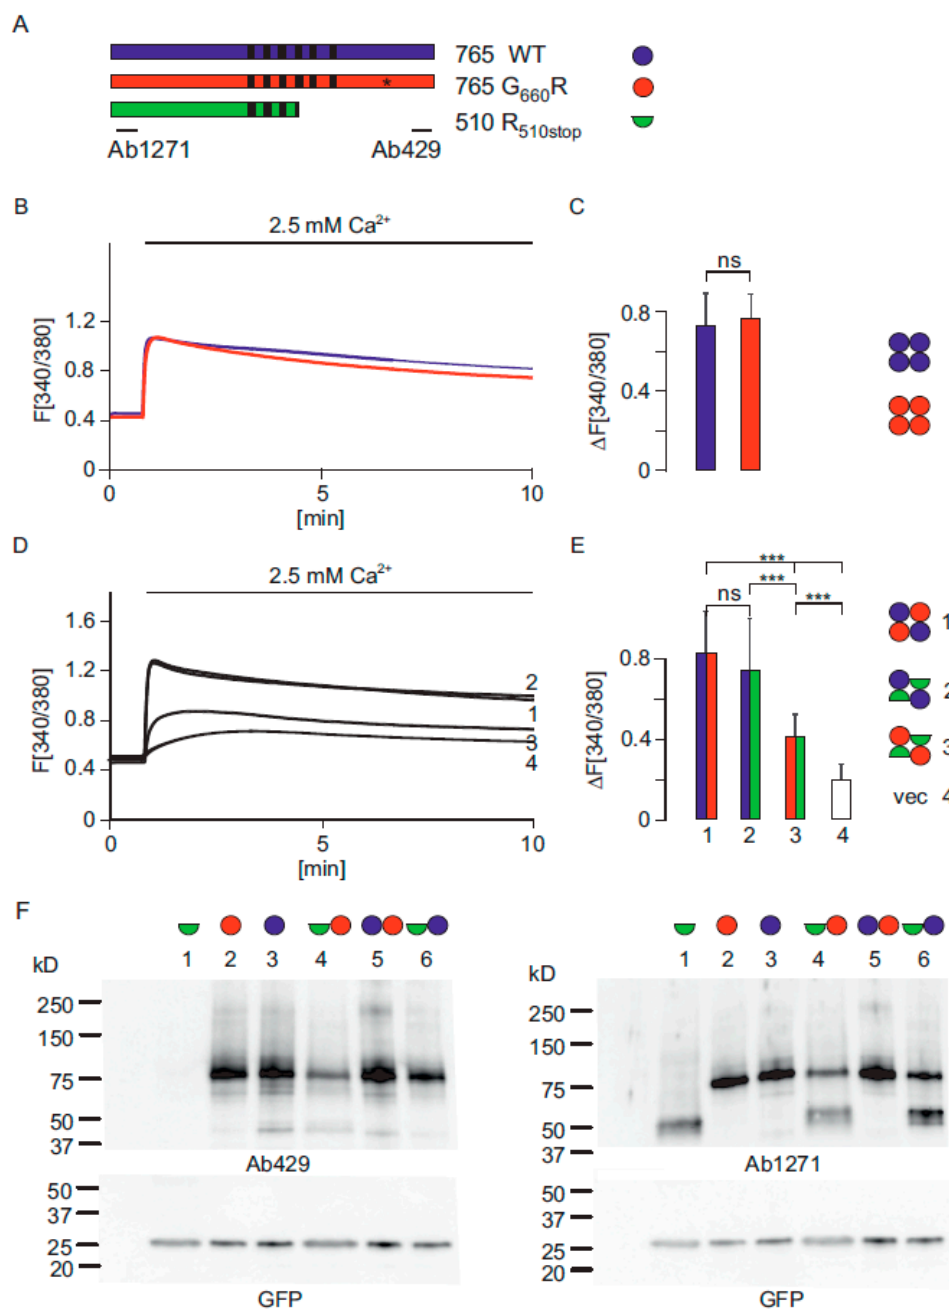 A
765 WT
765 G660R
510 R510stop
Ab1271
Ab429
B
2.5 mM Ca2+
F[340/380]
1.2
0.8
0.4
0
0
5
10
[min]
C
ns
ΔF[340/380]
0.8
0.4
0
D
2.5 mM Ca2+
F[340/380]
1.6
1.2
0.8
0.4
0
2
1
3
4
0
5
10
[min]
E
***
***
ns
***
ΔF[340/380]
0.8
0.4
0
1
2
3
4
1
2
3
vec 4
F
kD
1 2 3 4 5 6
250
150
75
50
37
Ab429
50
37
25
20
GFP
kD
1 2 3 4 5 6
250
150
75
50
37
Ab1271
50
37
25
20
GFP